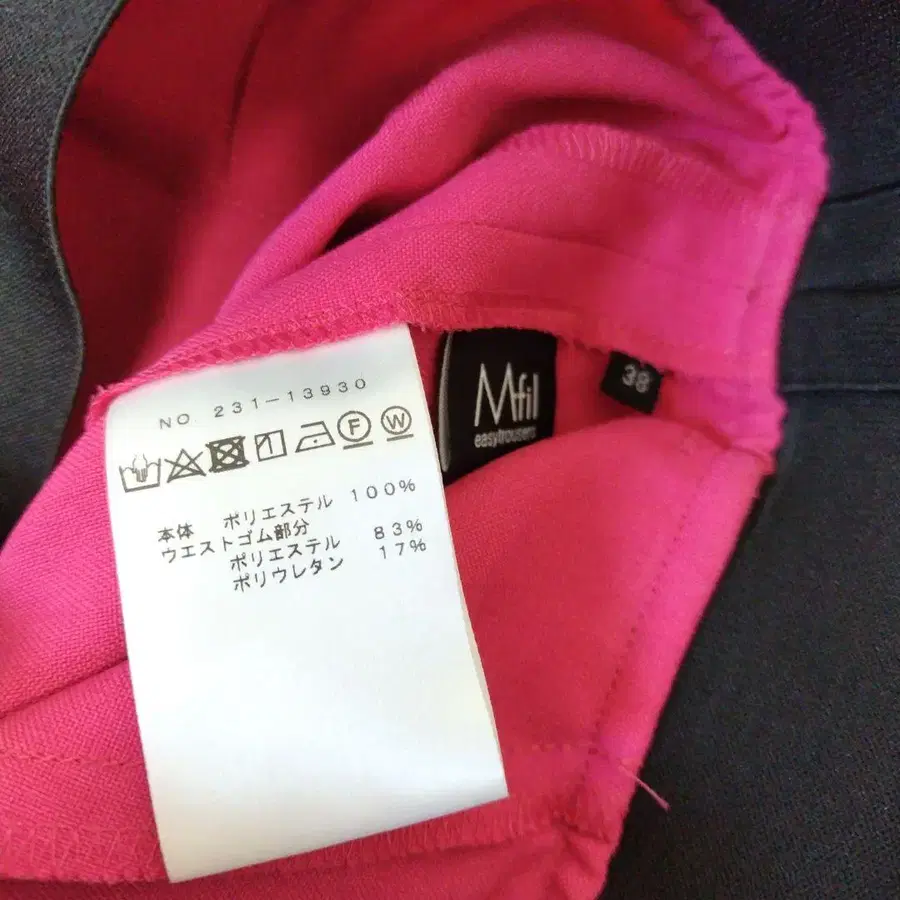 NO. 231-13930
F W
本体 ポリエステル 100%
ウエストゴム部分
ポリエステル 83%
ポリウレタン 17%
Mfil
easytrousers
38